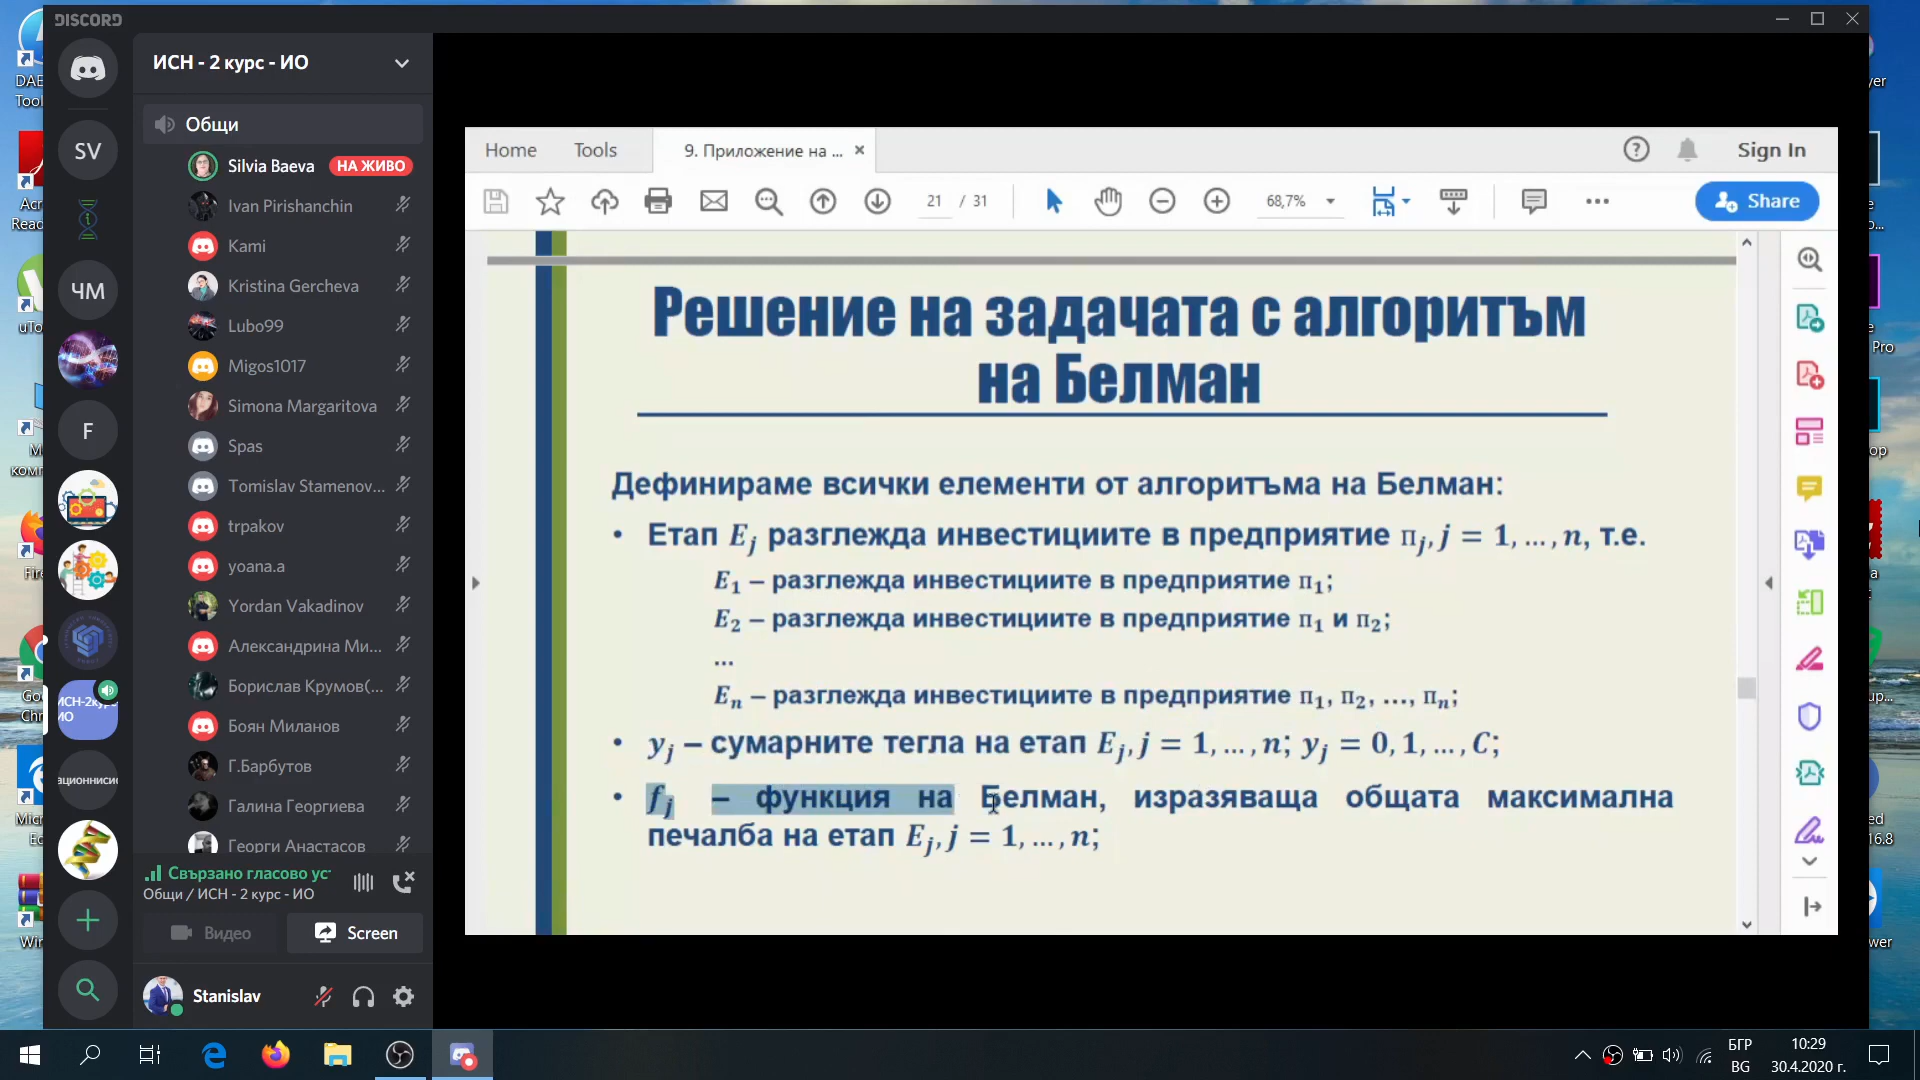 DISCORD
ИСН - 2 курс - ИО
Общи
Silvia Baeva НА ЖИВО
Ivan Pirishanchin
Kami
Kristina Gercheva
Lubo99
Migos1017
Simona Margaritova
Spas
Tomislav Stamenov...
trpakov
yoana.a
Yordan Vakadinov
Александрина Ми...
Борислав Крумов(...
Боян Миланов
Г.Барбутов
Галина Георгиева
Георги Анастасов
Свързано гласово ус
Общи / ИСН - 2 курс - ИО
Видео
Screen
Stanislav
SV
ЧМ
F
ИСН-2кур
ИО
ационнисис
Home
Tools
9. Приложение на ...
Sign In
21 / 31
68,7%
Share
Решение на задачата с алгоритъм
на Белман
Дефинираме всички елементи от алгоритъма на Белман:
• Етап Ej разглежда инвестициите в предприятие пj, j = 1, ..., n, т.е.
E1 – разглежда инвестициите в предприятие п1;
E2 – разглежда инвестициите в предприятие п1 и п2;
...
En – разглежда инвестициите в предприятие п1, п2, ..., пn;
• yj – сумарните тегла на етап Ej, j = 1, ..., n; yj = 0, 1, ..., C;
• fj – функция на Белман, изразяваща общата максимална
печалба на етап Ej, j = 1, ..., n;
БГР
BG
10:29
30.4.2020 г.